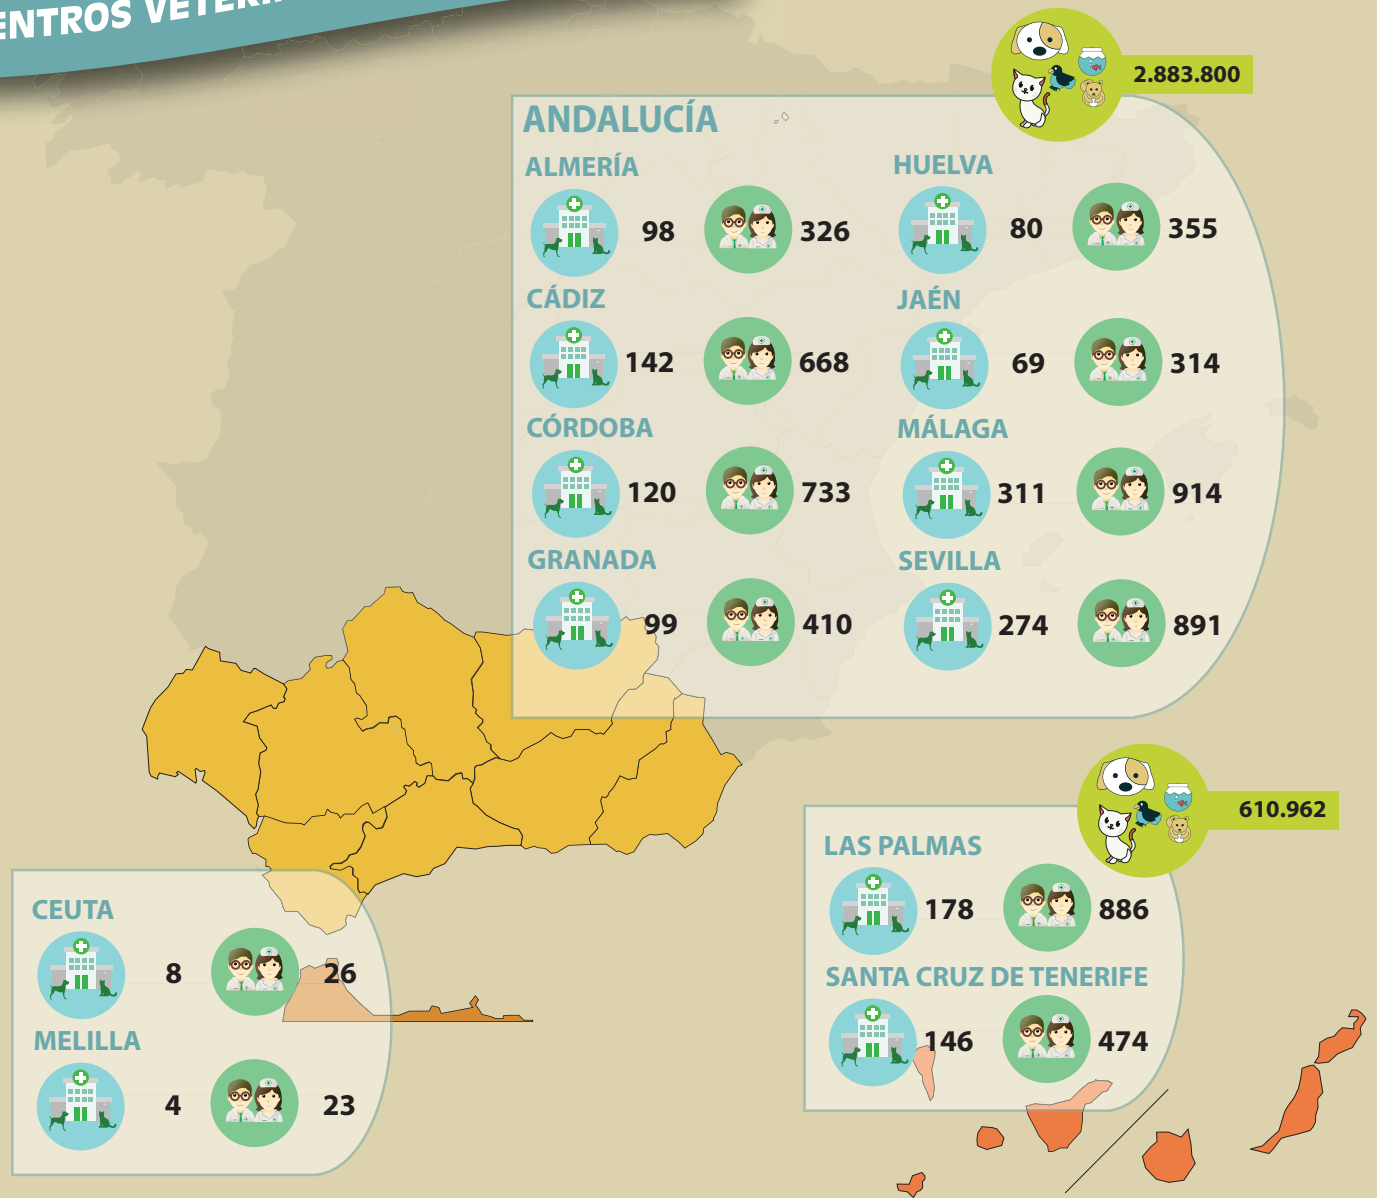 ENTROS
2.883.800
ANDALUCÍA
ALMERÍA
98
326
CÁDIZ
142
668
CÓRDOBA
120
733
GRANADA
99
410
HUELVA
80
355
JAÉN
69
314
MÁLAGA
311
914
SEVILLA
274
891
610.962
LAS PALMAS
178
886
SANTA CRUZ DE TENERIFE
146
474
CEUTA
8
26
MELILLA
4
23